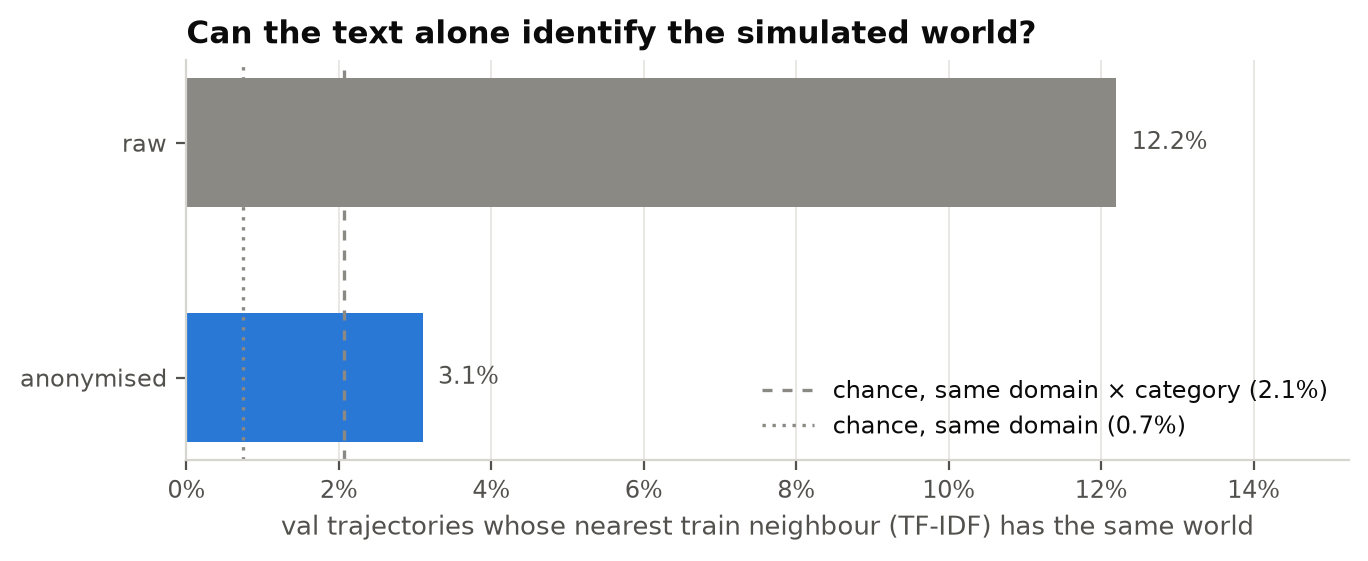 Can the text alone identify the simulated world?
raw
12.2%
anonymised
3.1%
chance, same domain × category (2.1%)
chance, same domain (0.7%)
0% 2% 4% 6% 8% 10% 12% 14%
val trajectories whose nearest train neighbour (TF-IDF) has the same world